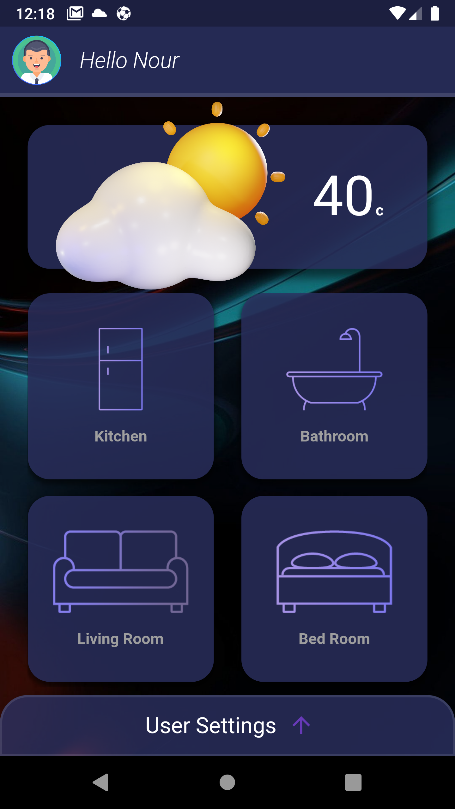 12:18
Hello Nour
40c
Kitchen
Bathroom
Living Room
Bed Room
User Settings